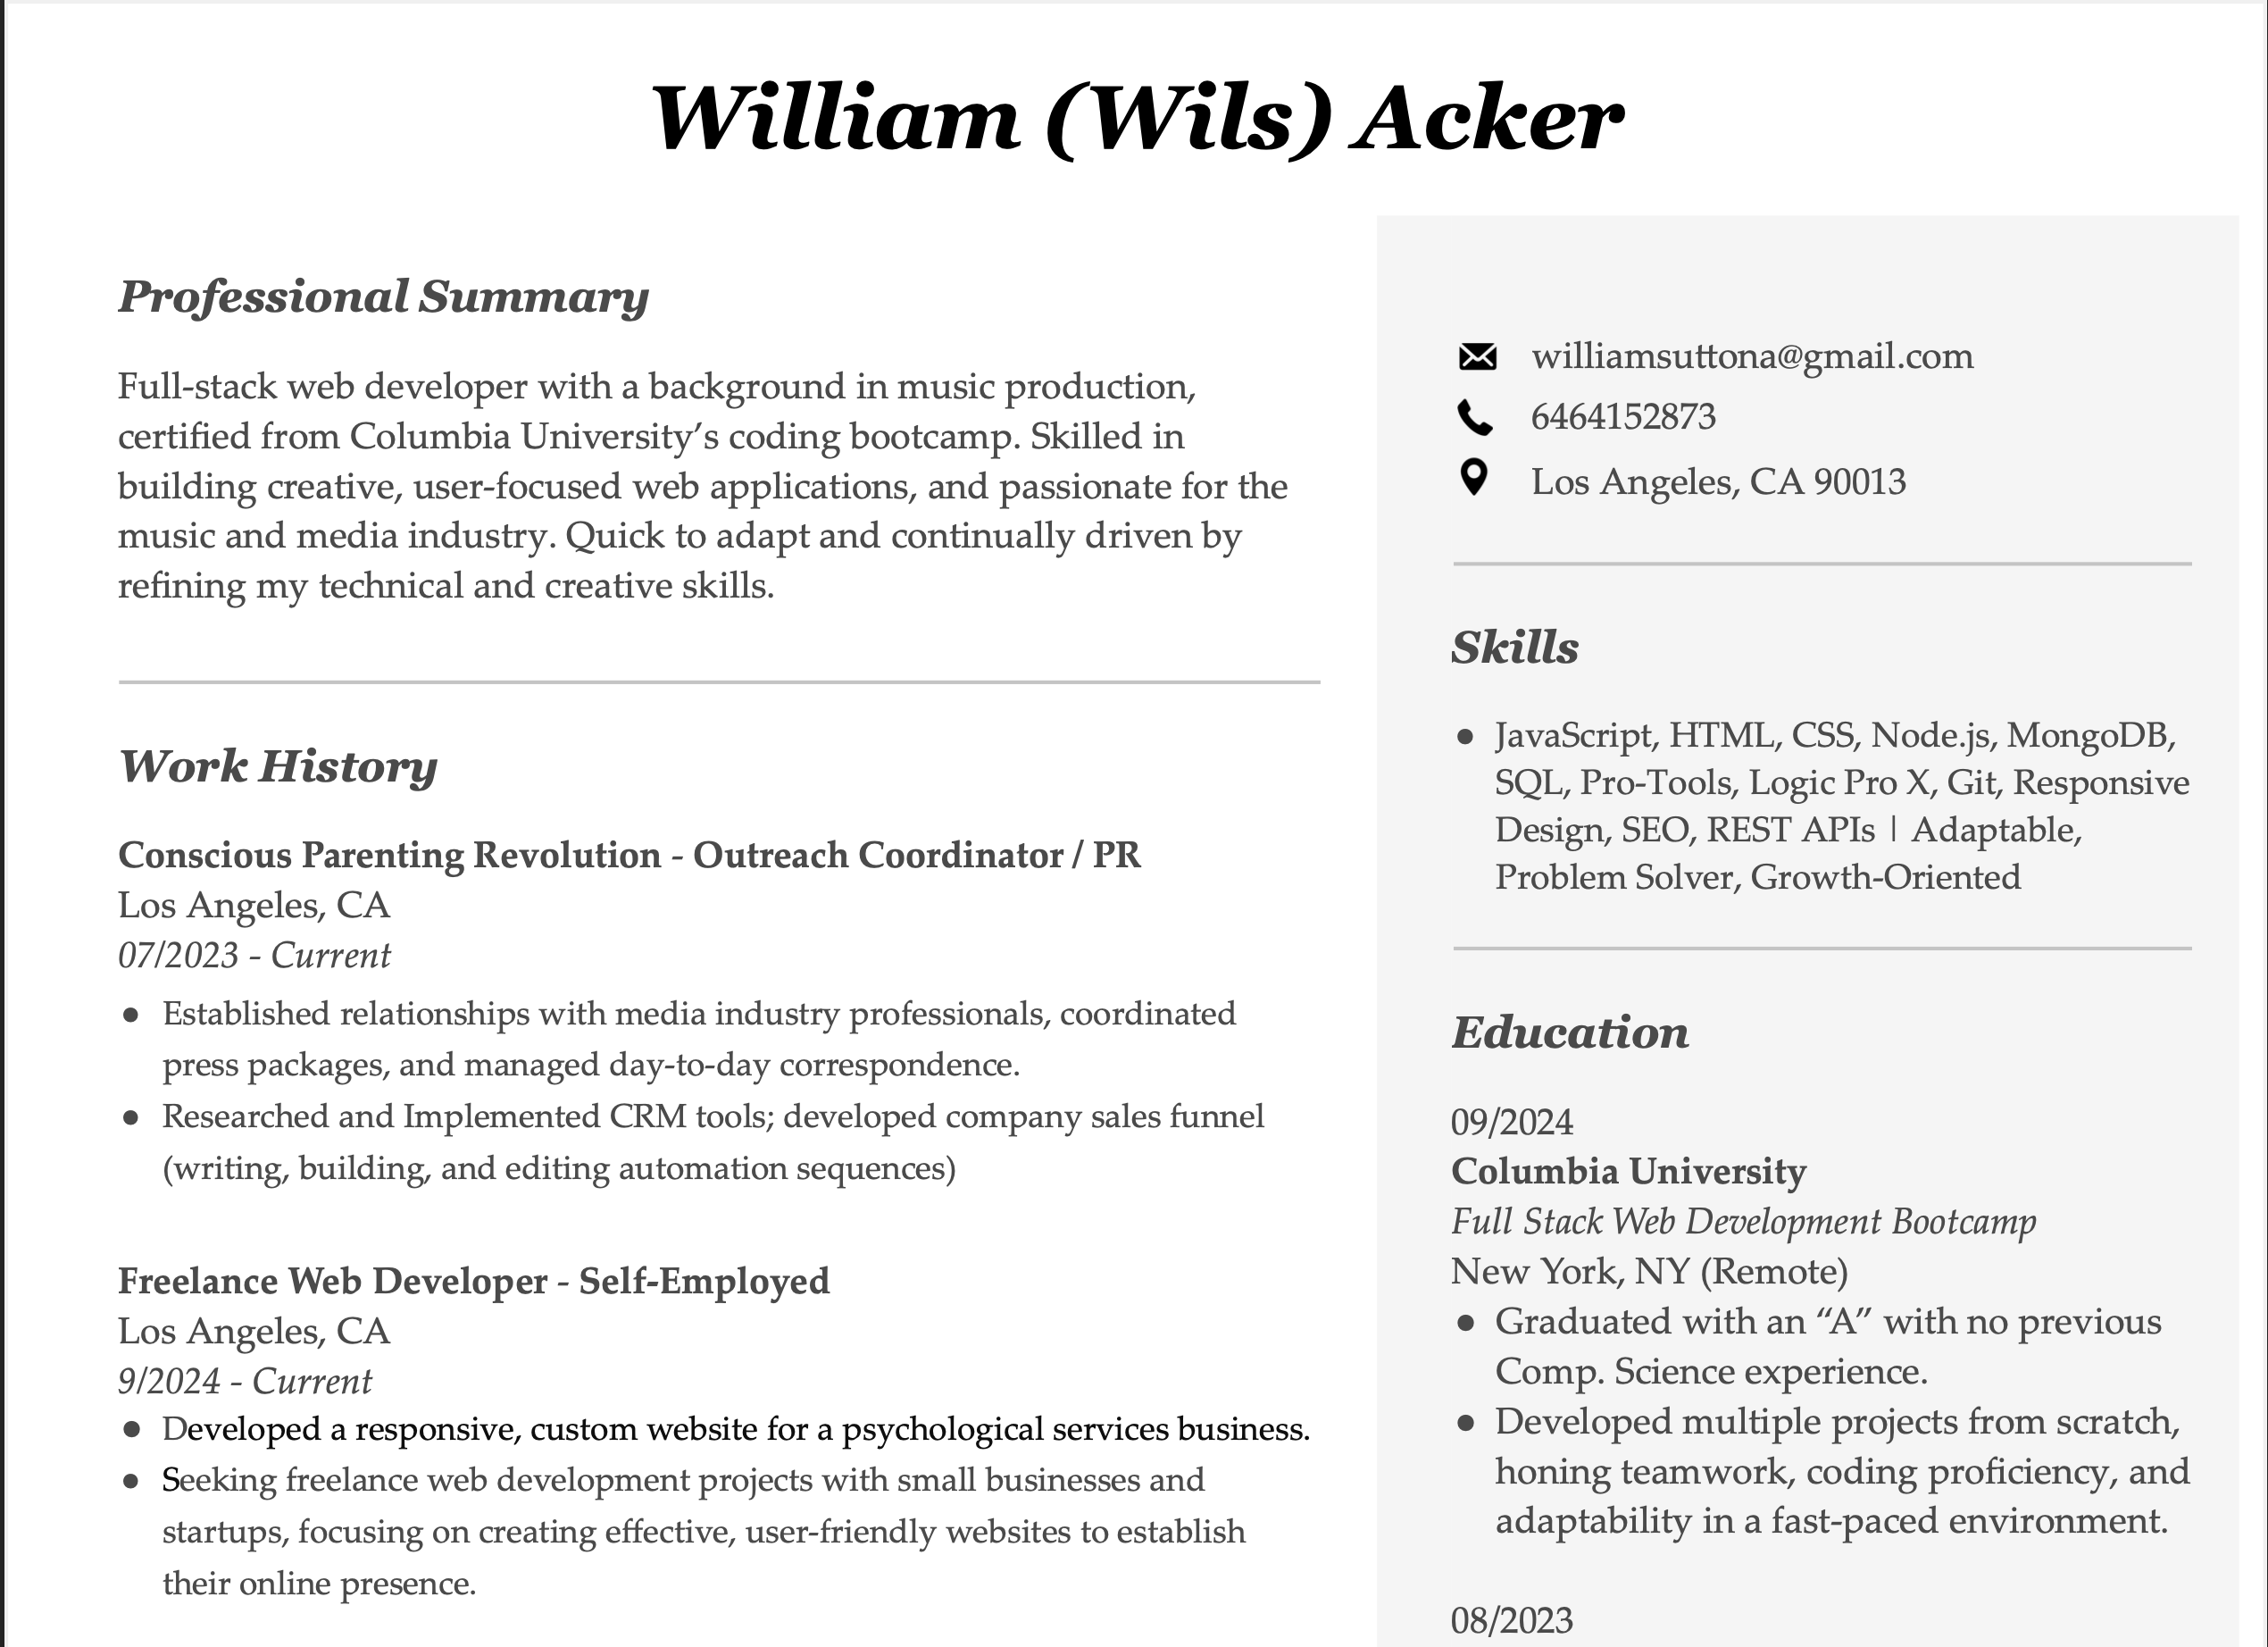 William (Wils) Acker
Professional Summary
Full-stack web developer with a background in music production,
certified from Columbia University’s coding bootcamp. Skilled in
building creative, user-focused web applications, and passionate for the
music and media industry. Quick to adapt and continually driven by
refining my technical and creative skills.
Work History
Conscious Parenting Revolution - Outreach Coordinator / PR
Los Angeles, CA
07/2023 - Current
● Established relationships with media industry professionals, coordinated
press packages, and managed day-to-day correspondence.
● Researched and Implemented CRM tools; developed company sales funnel
(writing, building, and editing automation sequences)
Freelance Web Developer - Self-Employed
Los Angeles, CA
9/2024 - Current
● Developed a responsive, custom website for a psychological services business.
● Seeking freelance web development projects with small businesses and
startups, focusing on creating effective, user-friendly websites to establish
their online presence.
williamsuttona@gmail.com
6464152873
Los Angeles, CA 90013
Skills
● JavaScript, HTML, CSS, Node.js, MongoDB,
SQL, Pro-Tools, Logic Pro X, Git, Responsive
Design, SEO, REST APIs | Adaptable,
Problem Solver, Growth-Oriented
Education
09/2024
Columbia University
Full Stack Web Development Bootcamp
New York, NY (Remote)
● Graduated with an “A” with no previous
Comp. Science experience.
● Developed multiple projects from scratch,
honing teamwork, coding proficiency, and
adaptability in a fast-paced environment.
08/2023